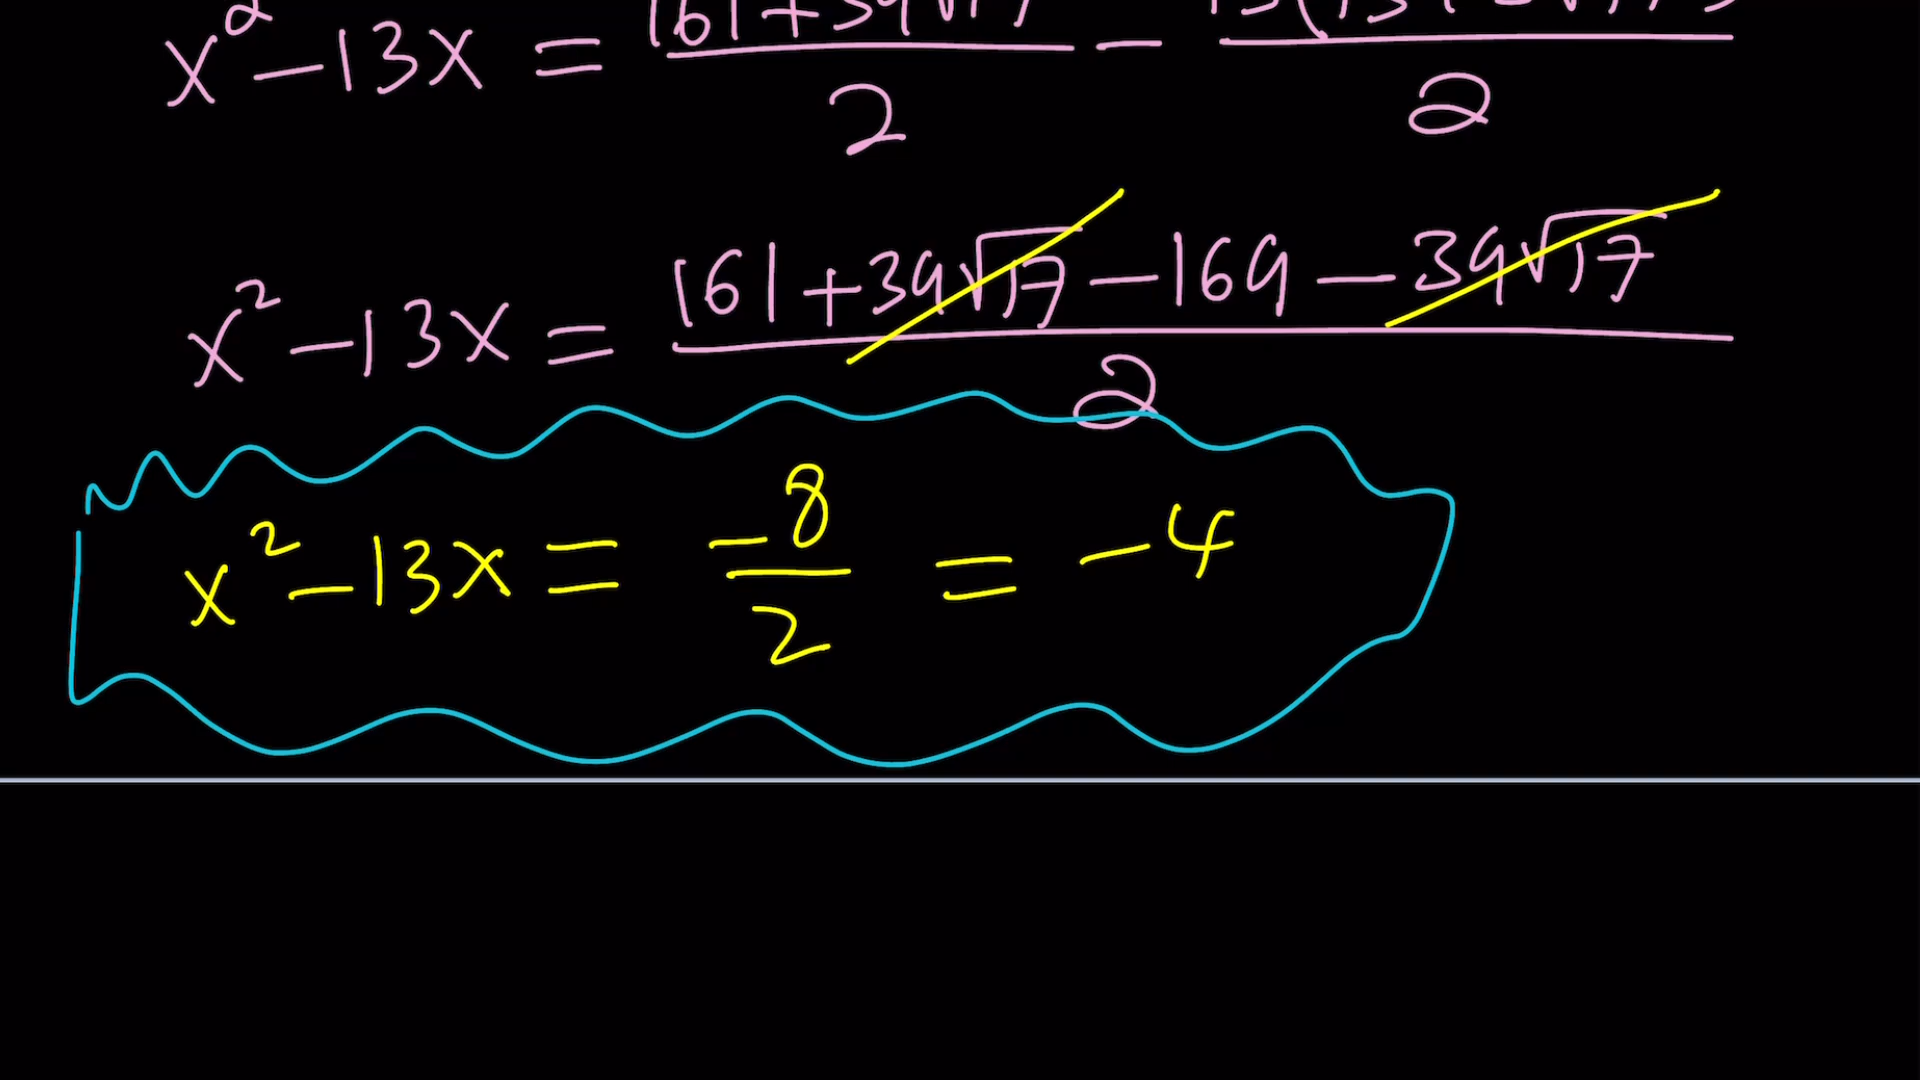 x² - 13x = 161 + 39√17 / 2 - / 2
x² - 13x = 161 + 39√17 - 169 - 39√17 / 2
x² - 13x = -8 / 2 = -4